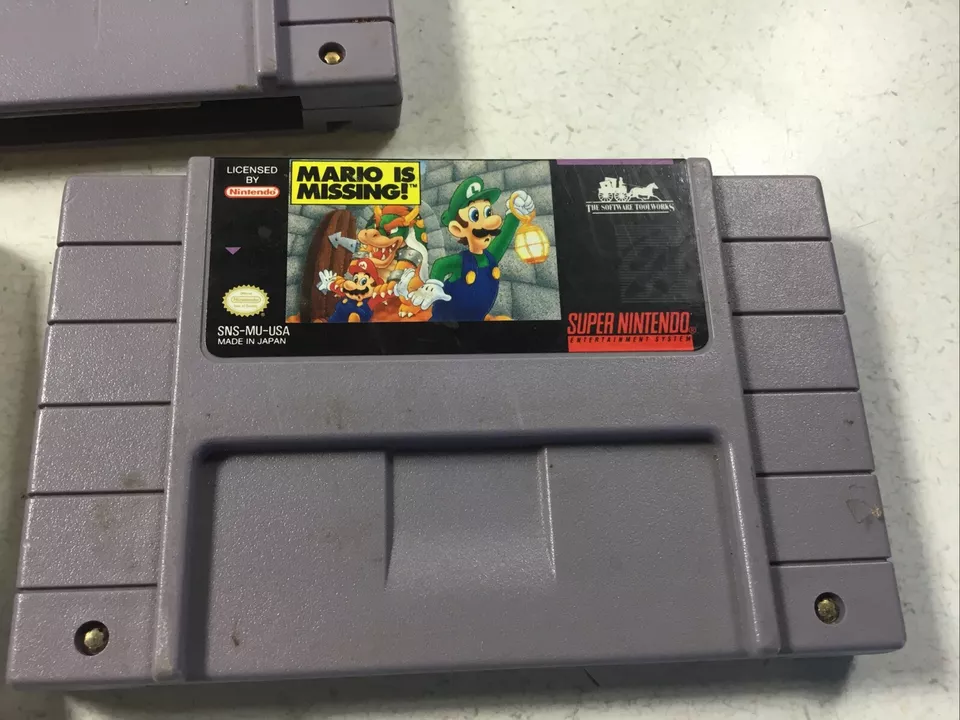 LICENSED
BY
Nintendo
MARIO IS
MISSING!™
THE SOFTWARE TOOLWORKS
SNS-MU-USA
MADE IN JAPAN
SUPER NINTENDO
ENTERTAINMENT SYSTEM